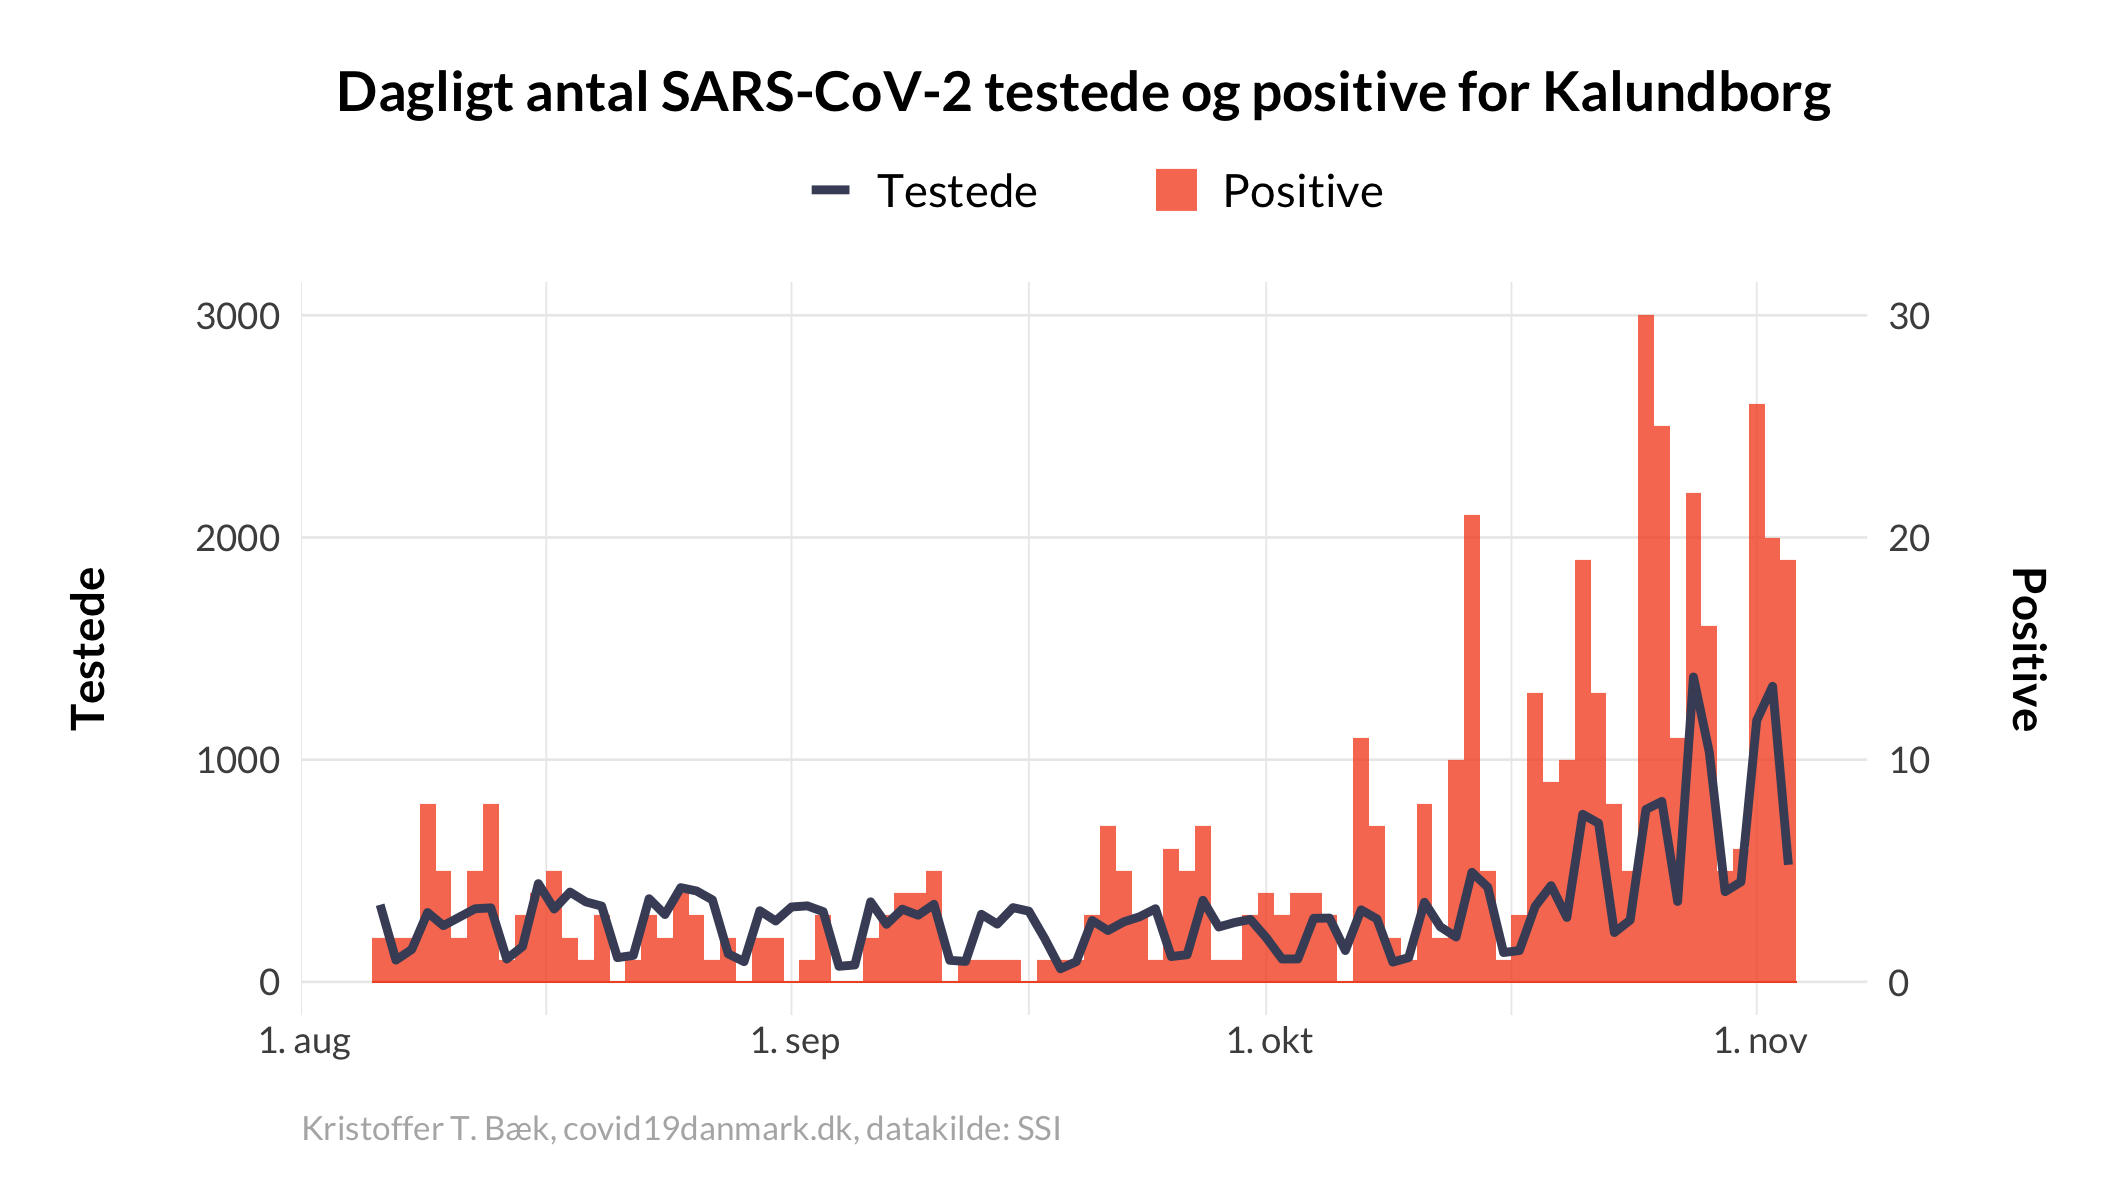 Dagligt antal SARS-CoV-2 testede og positive for Kalundborg
Testede Positive
3000 30
2000 20
Testede Positive
1000 10
0 0
1. aug 1. sep 1. okt 1. nov
Kristoffer T. Bæk, covid19danmark.dk, datakilde: SSI